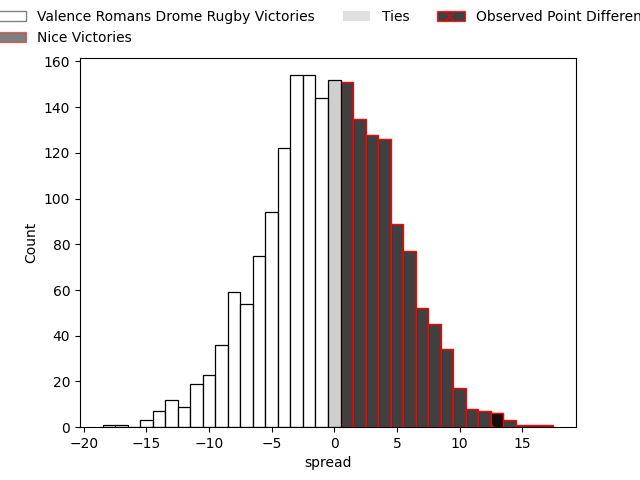 Valence Romans Drome Rugby Victories Ties Observed Point Differen
Nice Victories
160
140
120
100
80
60
40
20
0
Count
−20 −15 −10 −5 0 5 10 15
spread